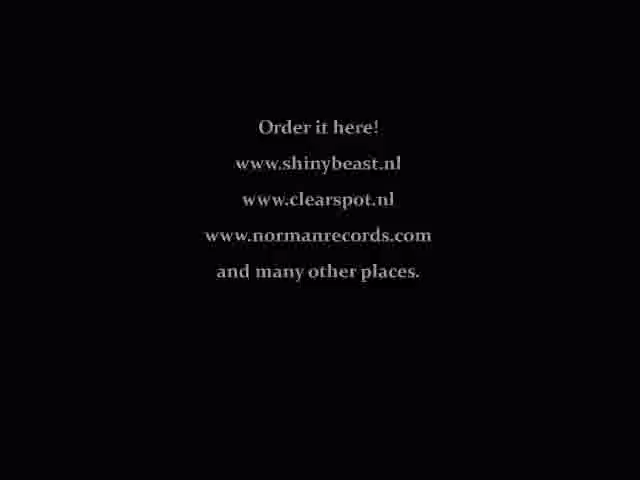 Order it here!
www.shinybeast.nl
www.clearspot.nl
www.normanrecords.com
and many other places.